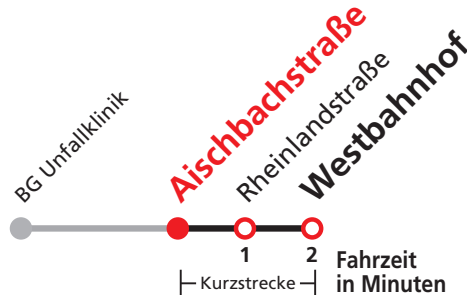 BG Unfallklinik
Aischbachstraße
Rheinlandstraße
Westbahnhof
1 2
Fahrzeit
in Minuten
Kurzstrecke